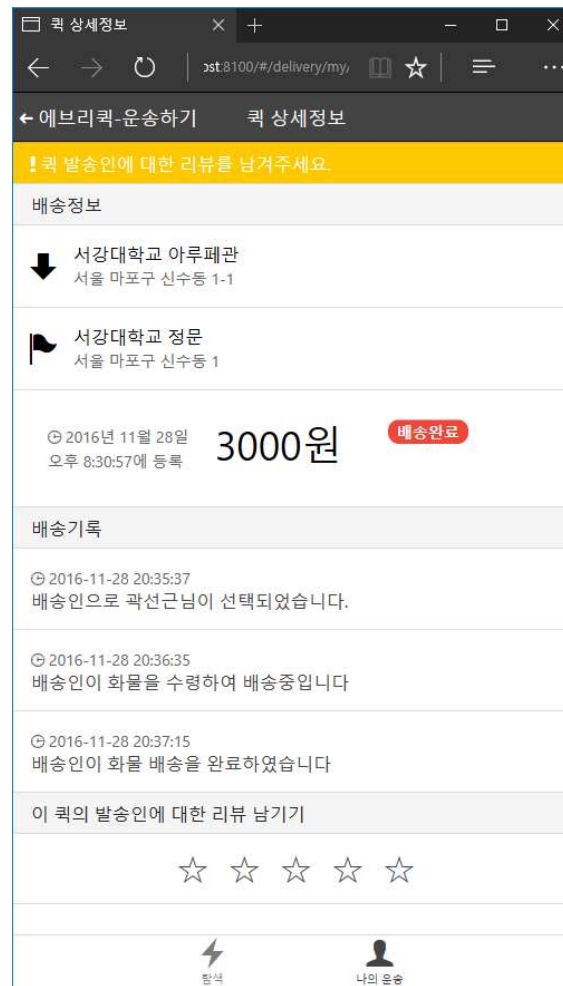 퀵 상세정보
ost:8100/#/delivery/my/
에브리퀵-운송하기 퀵 상세정보
퀵 발송인에 대한 리뷰를 남겨주세요.
배송정보
서강대학교 아루페관
서울 마포구 신수동 1-1
서강대학교 정문
서울 마포구 신수동 1
2016년 11월 28일
오후 8:30:57에 등록
3000원
배송완료
배송기록
2016-11-28 20:35:37
배송인으로 곽선근님이 선택되었습니다.
2016-11-28 20:36:35
배송인이 화물을 수령하여 배송중입니다
2016-11-28 20:37:15
배송인이 화물 배송을 완료하였습니다
이 퀵의 발송인에 대한 리뷰 남기기
탐색 나의 운송